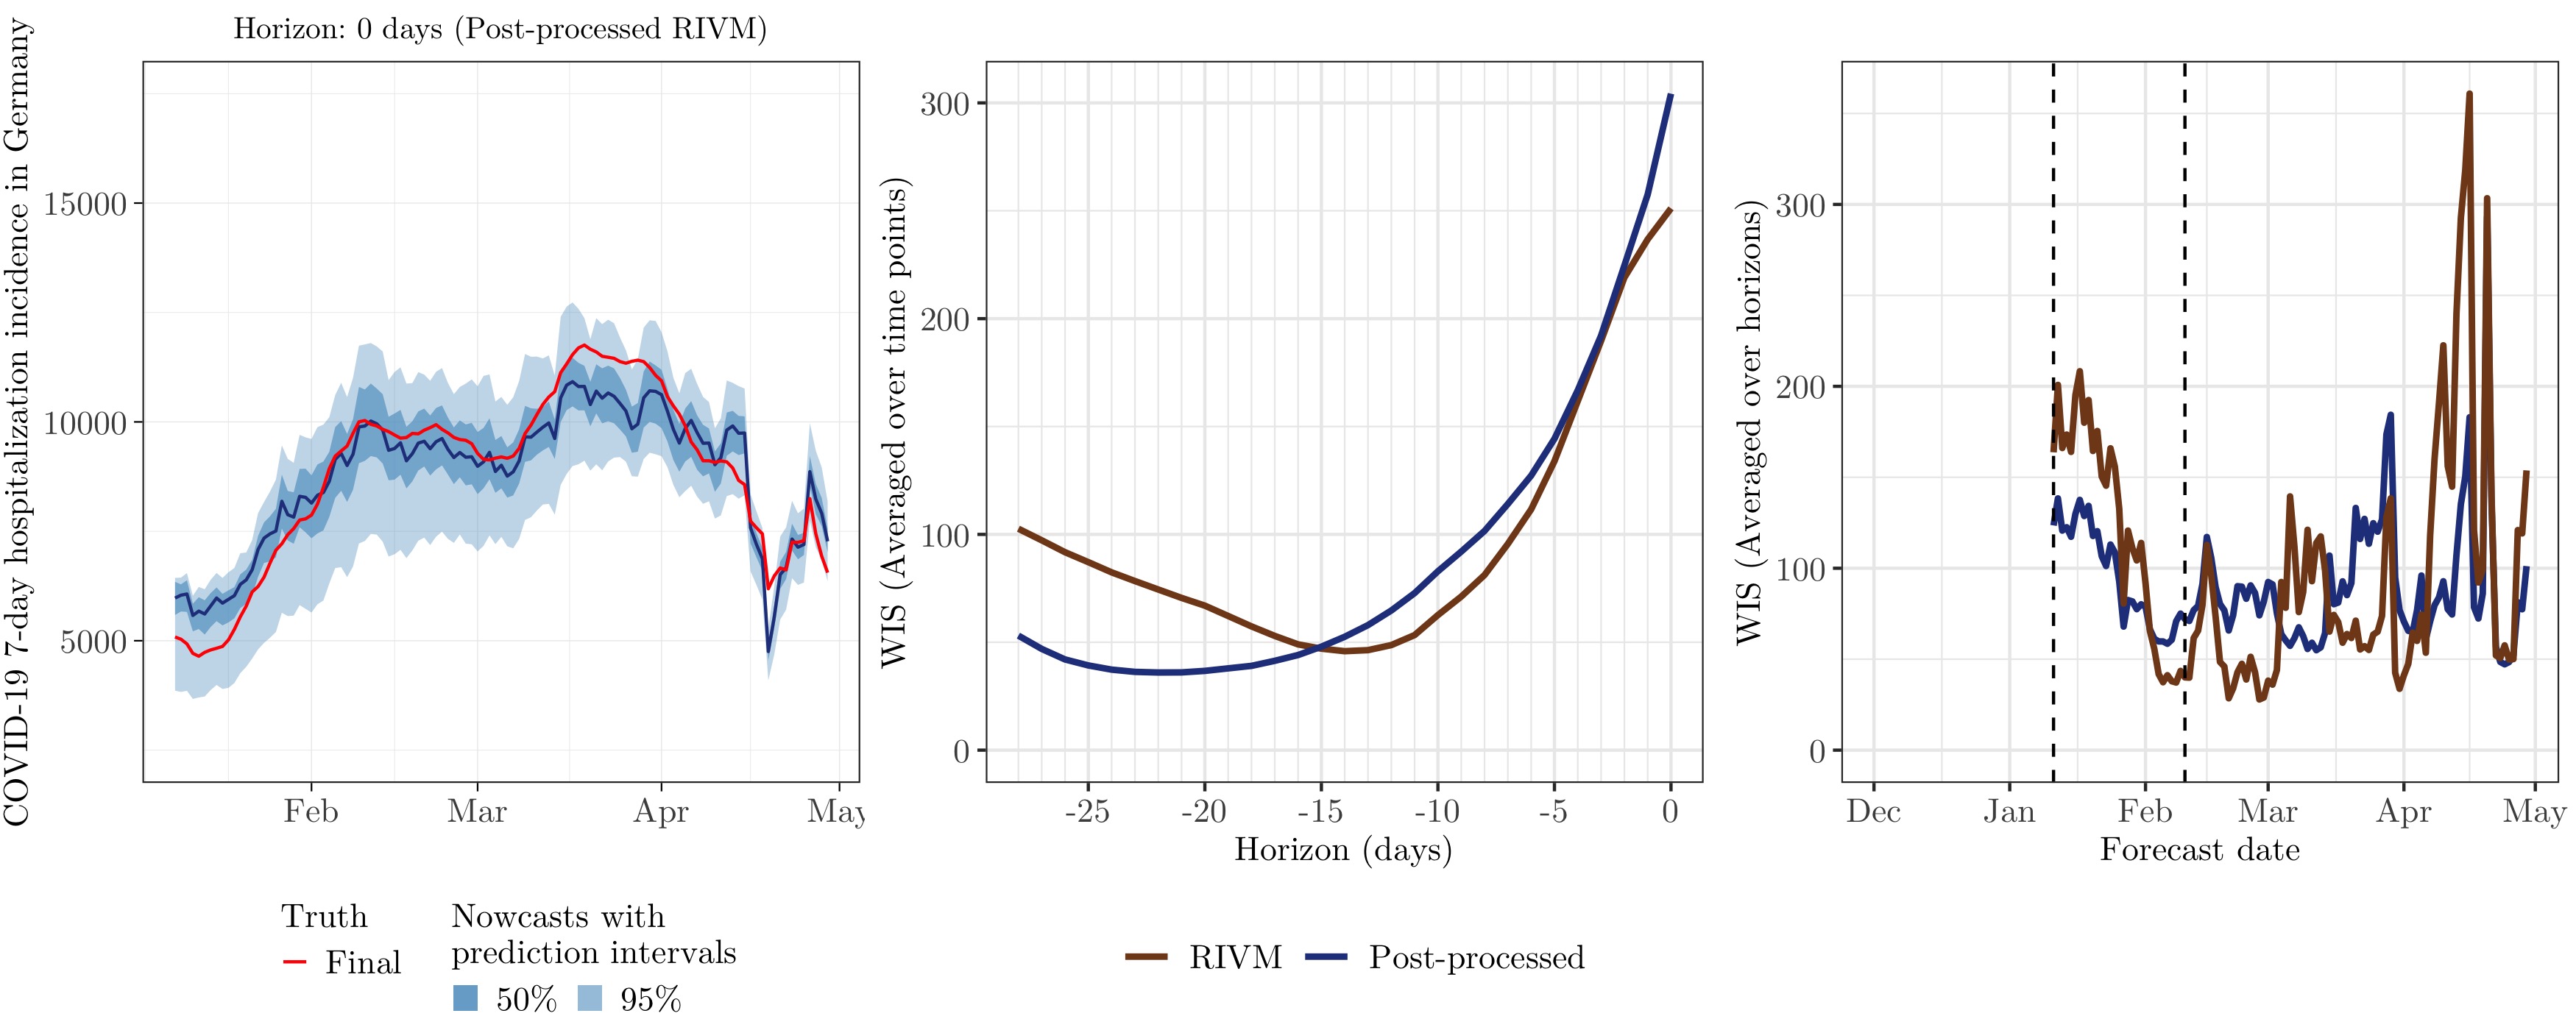 Horizon: 0 days (Post-processed RIVM)
COVID-19 7-day hospitalization incidence in Germany
15000
10000
5000
Feb Mar Apr May
Truth
Final
Nowcasts with
prediction intervals
50% 95%
WIS (Averaged over time points)
300
200
100
0
-25 -20 -15 -10 -5 0
Horizon (days)
RIVM Post-processed
WIS (Averaged over horizons)
300
200
100
0
Dec Jan Feb Mar Apr May
Forecast date